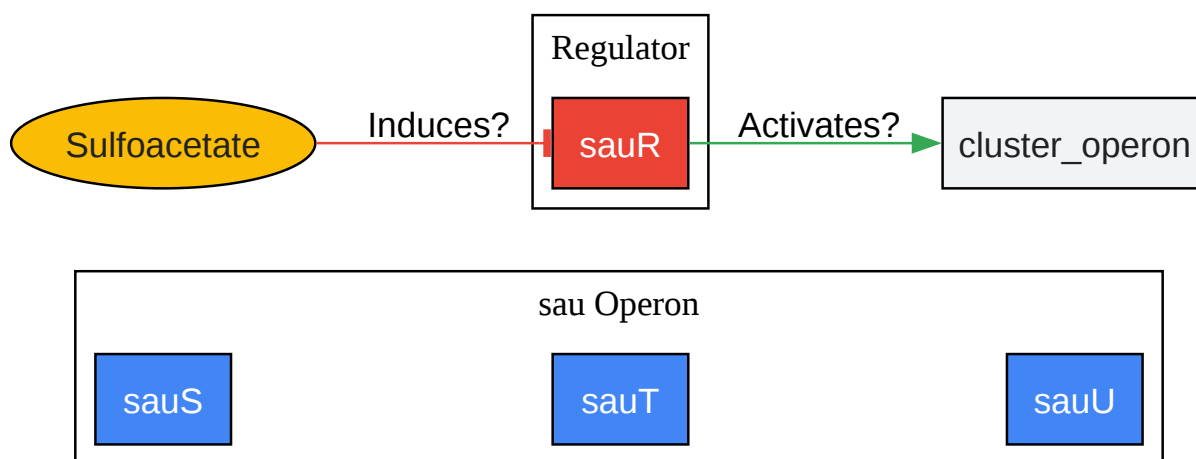 Regulator
Sulfoacetate
Induces?
sauR
Activates?
cluster_operon
sau Operon
sauS
sauT
sauU